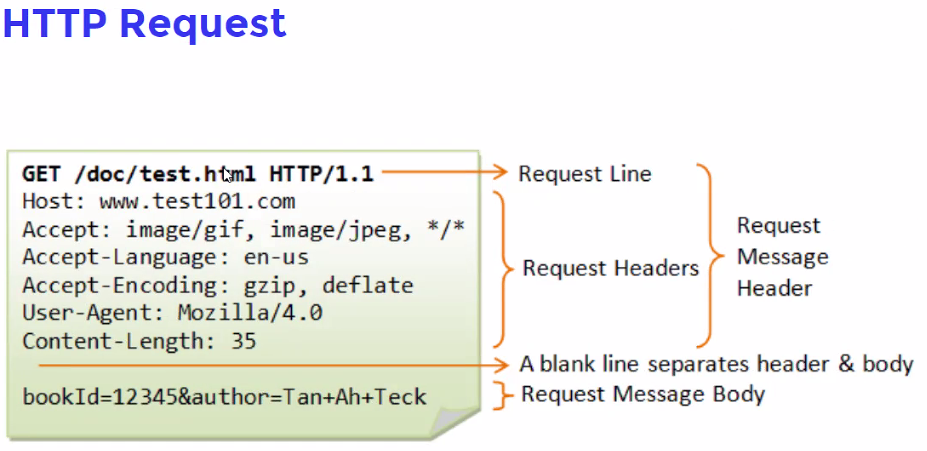 HTTP Request
GET /doc/test.html HTTP/1.1
Host: www.test101.com
Accept: image/gif, image/jpeg, */*
Accept-Language: en-us
Accept-Encoding: gzip, deflate
User-Agent: Mozilla/4.0
Content-Length: 35
bookId=12345&author=Tan+Ah+Teck
Request Line
Request Headers
Request
Message
Header
A blank line separates header & body
Request Message Body